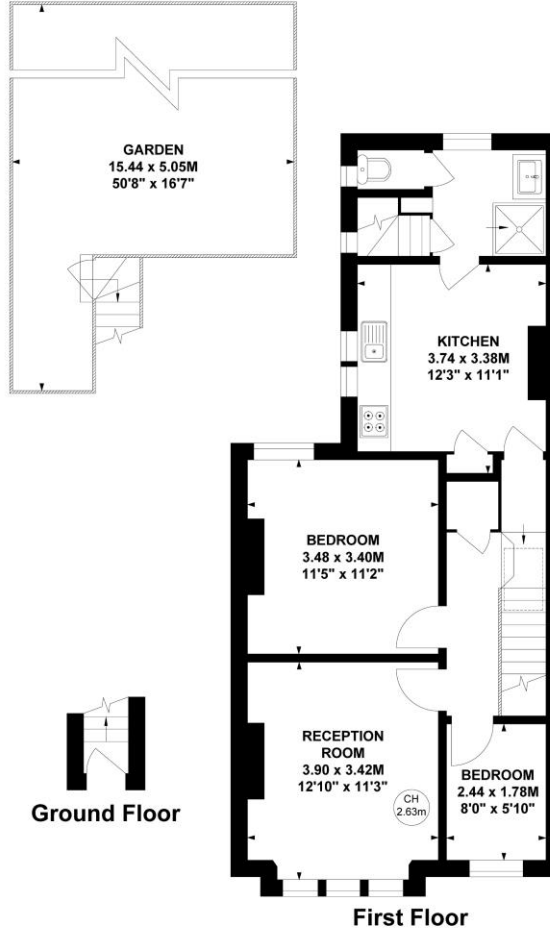 GARDEN
15.44 x 5.05M
50'8" x 16'7"
KITCHEN
3.74 x 3.38M
12'3" x 11'1"
BEDROOM
3.48 x 3.40M
11'5" x 11'2"
RECEPTION
ROOM
3.90 x 3.42M
12'10" x 11'3"
CH
2.63m
BEDROOM
2.44 x 1.78M
8'0" x 5'10"
Ground Floor
First Floor